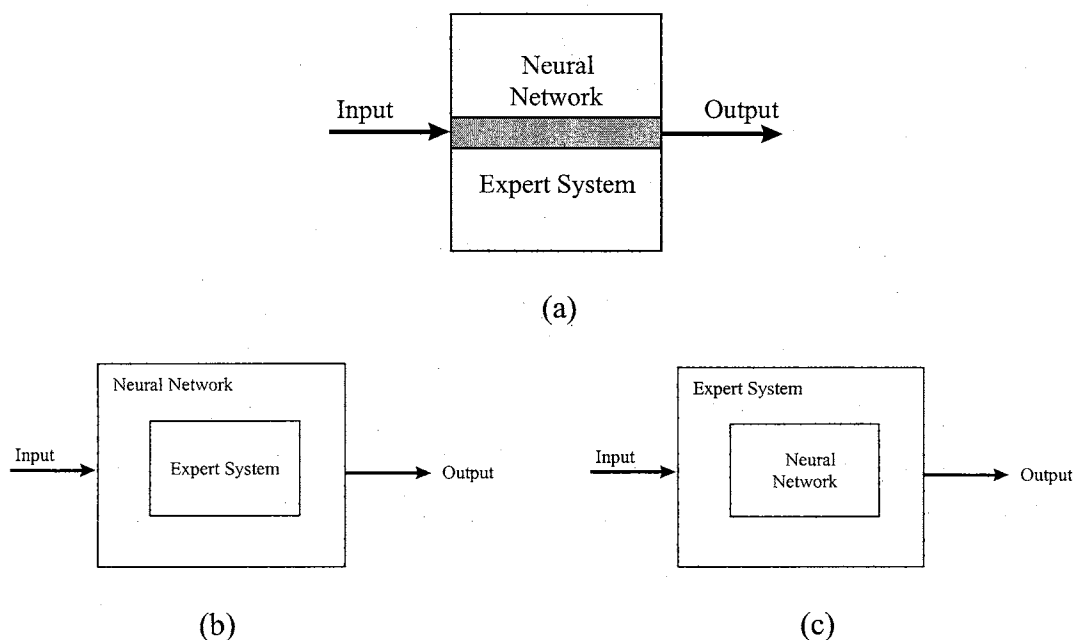 Neural
Network
Input
Output
Expert System
(a)
Neural Network
Input
Expert System
Output
(b)
Expert System
Input
Neural
Network
Output
(c)